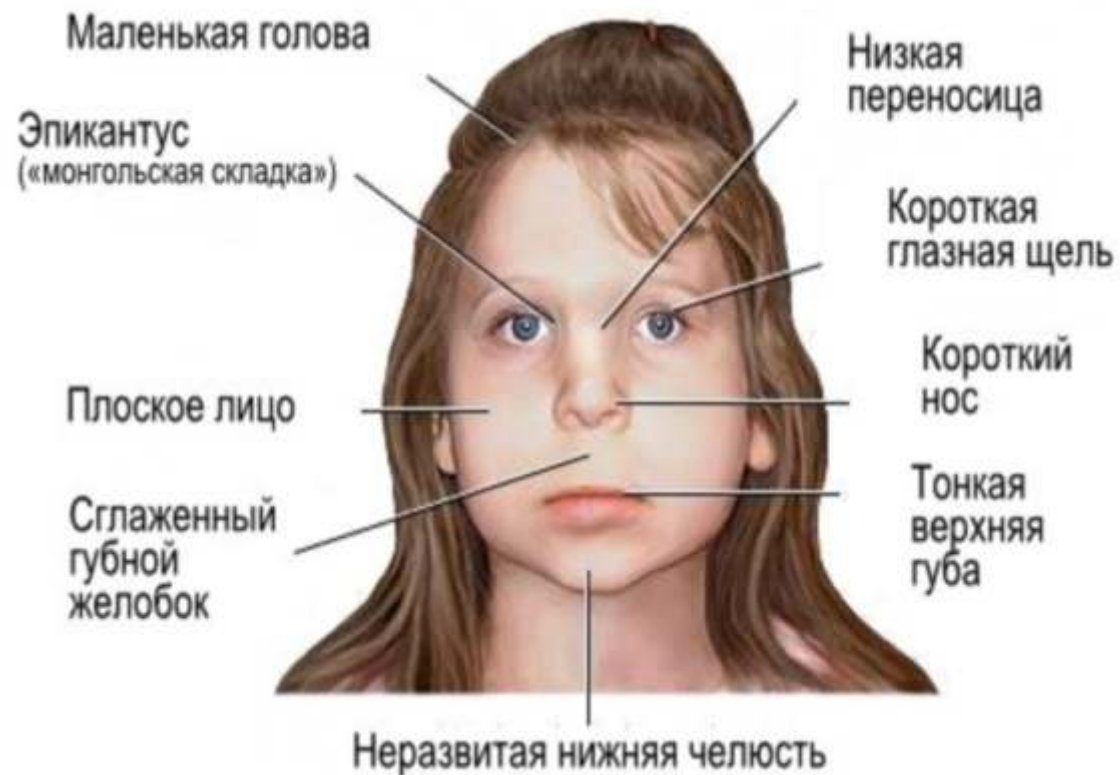 Маленькая голова
Эпикантус
(«монгольская складка»)
Плоское лицо
Сглаженный
губной
желобок
Низкая
переносица
Короткая
глазная щель
Короткий
нос
Тонкая
верхняя
губа
Неразвитая нижняя челюсть